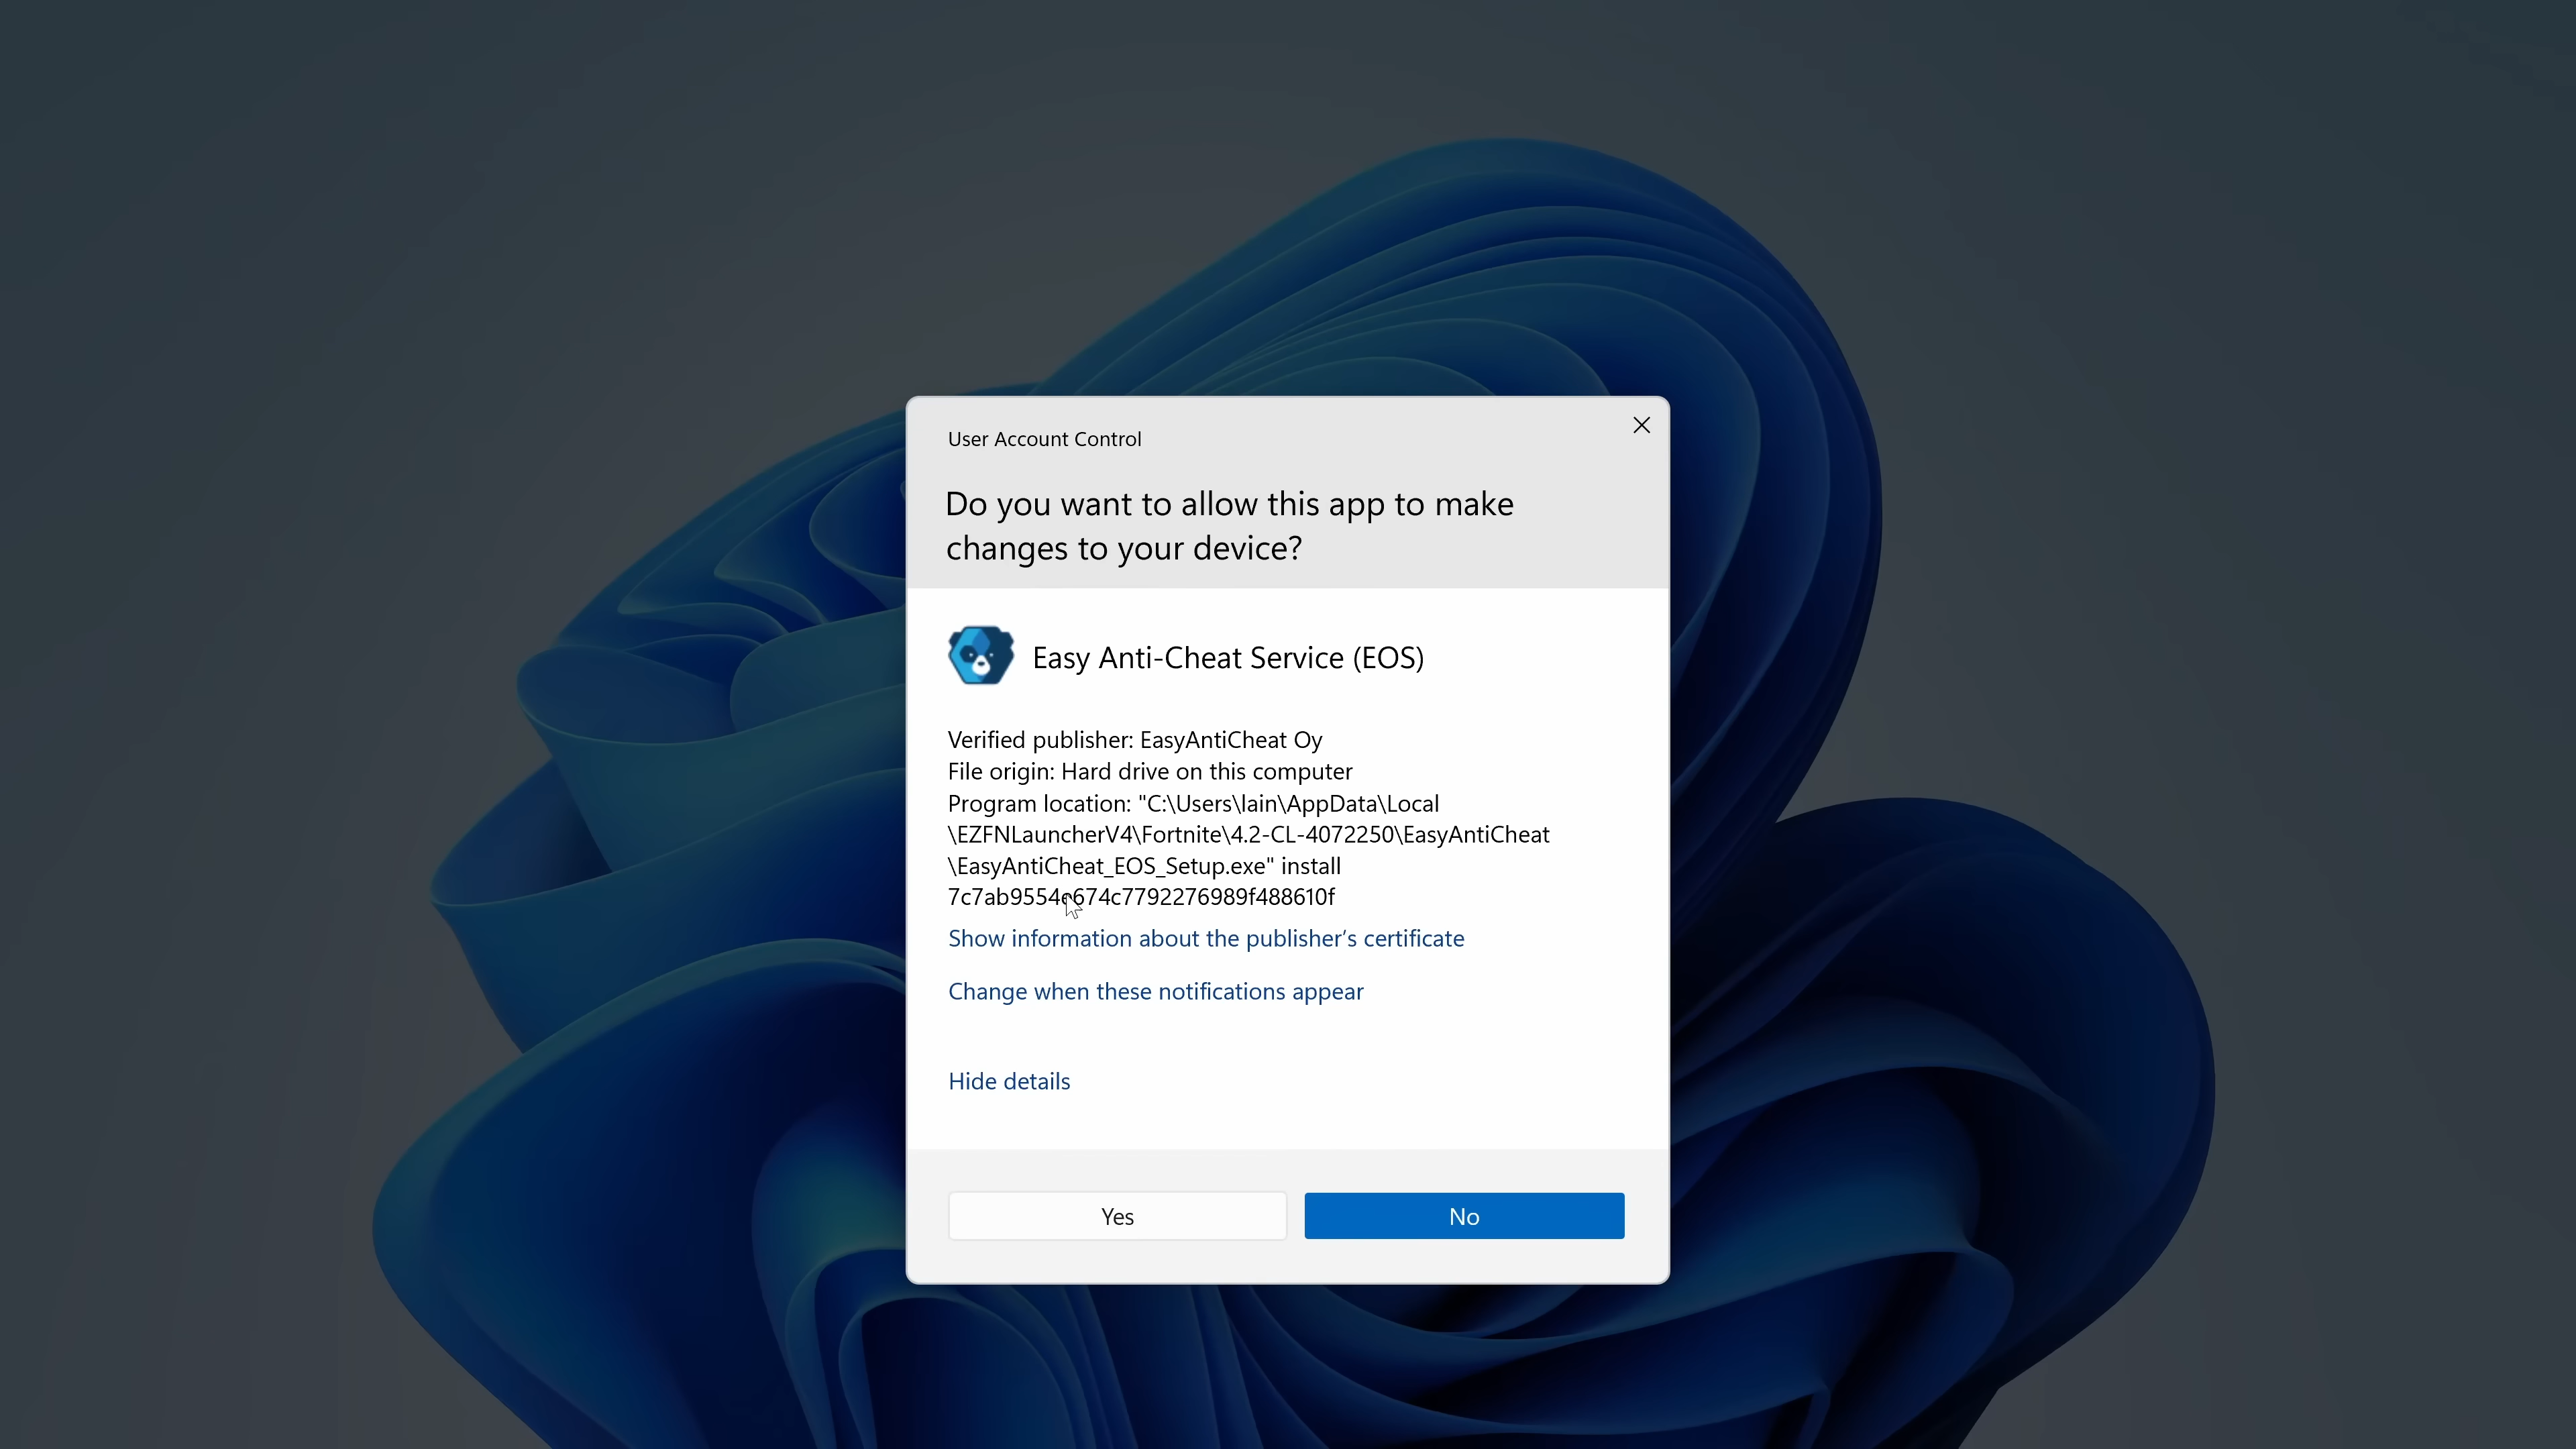 User Account Control
Do you want to allow this app to make
changes to your device?
Easy Anti-Cheat Service (EOS)
Verified publisher: EasyAntiCheat Oy
File origin: Hard drive on this computer
Program location: "C:\Users\lain\AppData\Local
\EZFNLauncherV4\Fortnite\4.2-CL-4072250\EasyAntiCheat
\EasyAntiCheat_EOS_Setup.exe" install
7c7ab9554e674c7792276989f488610f
Show information about the publisher's certificate
Change when these notifications appear
Hide details
Yes
No